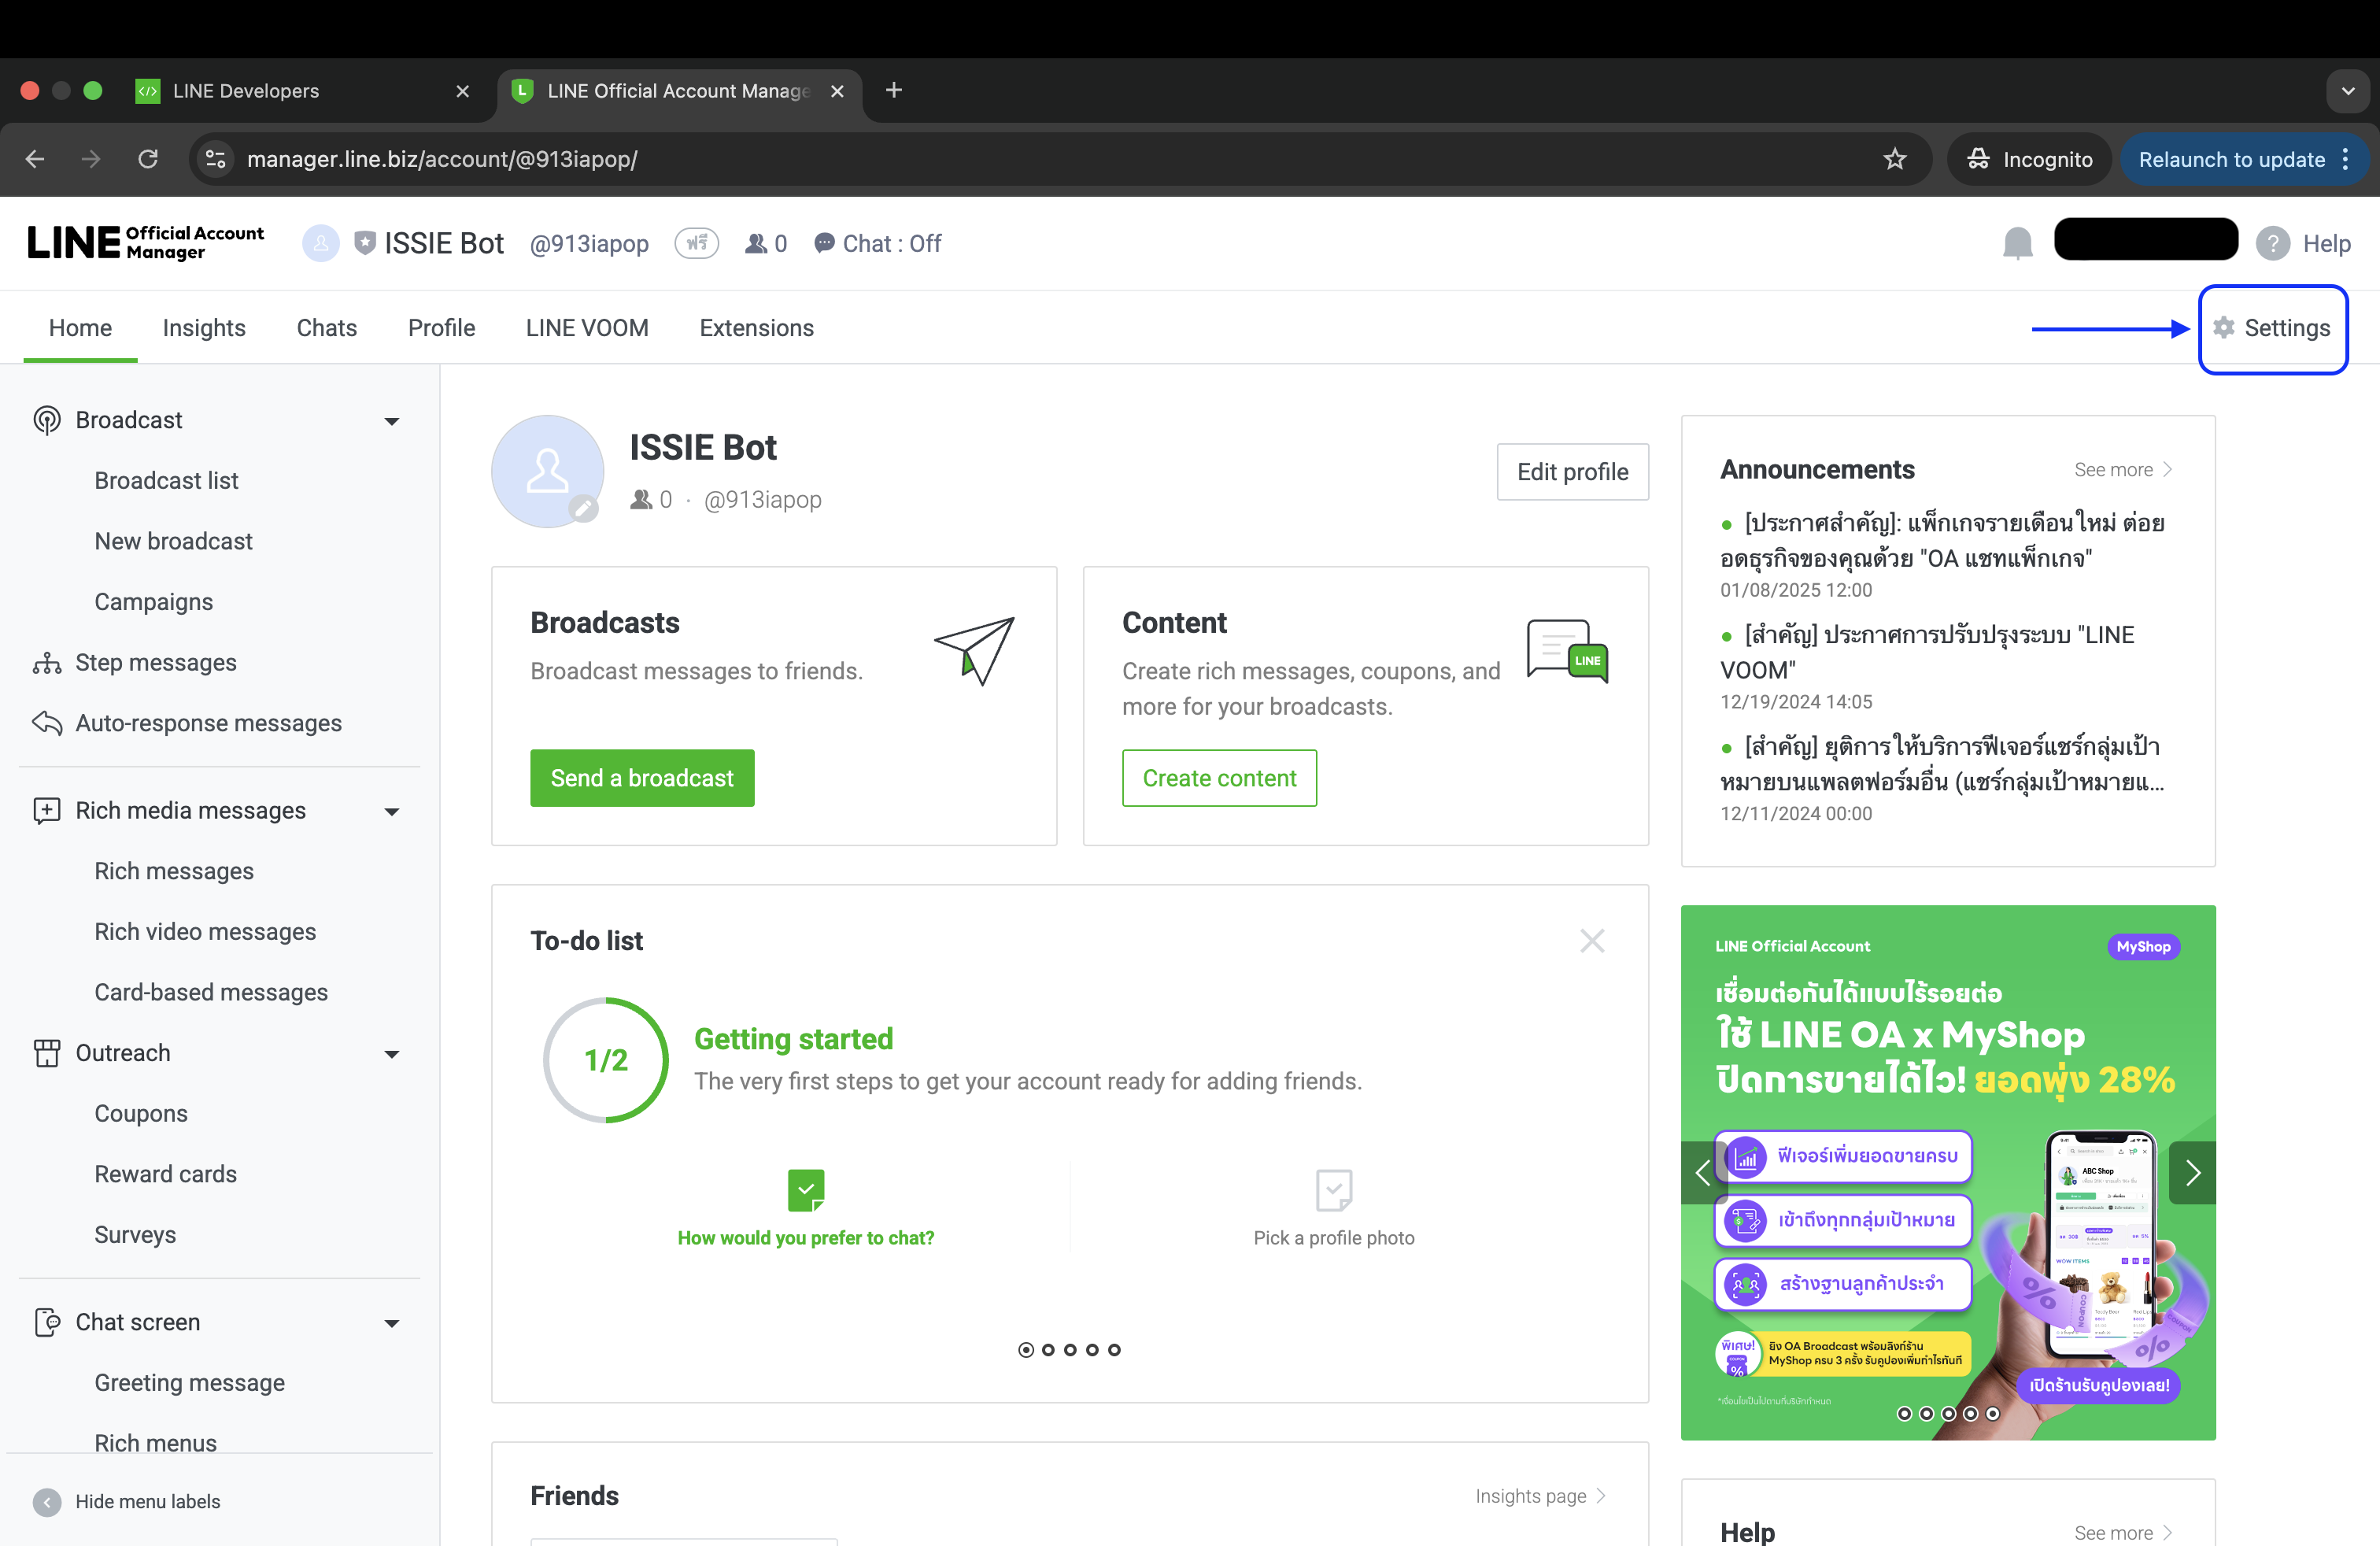 LINE Developers
LINE Official Account Manage
manager.line.biz/account/@913iapop/
Incognito
Relaunch to update
LINE Official Account Manager
ISSIE Bot
@913iapop
ฟรี
0
Chat : Off
Help
Home
Insights
Chats
Profile
LINE VOOM
Extensions
Settings
Broadcast
Broadcast list
New broadcast
Campaigns
Step messages
Auto-response messages
Rich media messages
Rich messages
Rich video messages
Card-based messages
Outreach
Coupons
Reward cards
Surveys
Chat screen
Greeting message
Rich menus
Hide menu labels
ISSIE Bot
0 · @913iapop
Edit profile
Broadcasts
Broadcast messages to friends.
Send a broadcast
Content
Create rich messages, coupons, and
more for your broadcasts.
LINE
Create content
To-do list
1/2
Getting started
The very first steps to get your account ready for adding friends.
How would you prefer to chat?
Pick a profile photo
Friends
Insights page
Announcements
See more
[ประกาศสำคัญ]: แพ็กเกจรายเดือนใหม่ ต่อย
อดธุรกิจของคุณด้วย "OA แชทแพ็กเกจ"
01/08/2025 12:00
[สำคัญ] ประกาศการปรับปรุงระบบ "LINE
VOOM"
12/19/2024 14:05
[สำคัญ] ยุติการให้บริการฟีเจอร์แชร์กลุ่มเป้า
หมายบนแพลตฟอร์มอื่น (แชร์กลุ่มเป้าหมายแ...
12/11/2024 00:00
LINE Official Account
MyShop
เชื่อมต่อกันได้แบบไร้รอยต่อ
ใช้ LINE OA x MyShop
ปิดการขายได้ไว! ยอดพุ่ง 28%
ฟีเจอร์เพิ่มยอดขายครบ
เข้าถึงทุกกลุ่มเป้าหมาย
สร้างฐานลูกค้าประจำ
ABC Shop
WOW ITEMS
COUPON
พิเศษ!
ยิง OA Broadcast พร้อมลิงก์ร้าน
MyShop ครบ 3 ครั้ง รับคูปองเพิ่มกำไรทันที
เปิดร้านรับคูปองเลย!
*เงื่อนไขเป็นไปตามที่บริษัทกำหนด
Help
See more